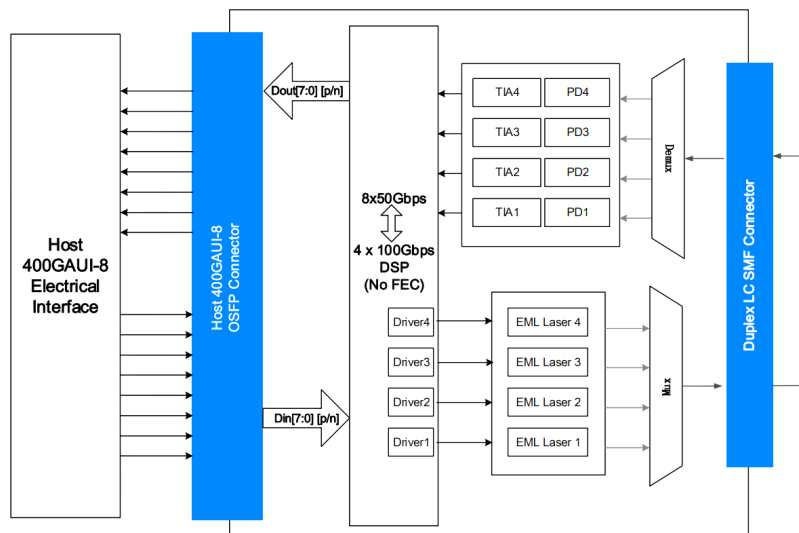 Host
400GAUI-8
Electrical
Interface
Host 400GAUI-8
OSFP Connector
Dout[7:0] [p/n]
Din[7:0] [p/n]
8x50Gbps
4 x 100Gbps
DSP
(No FEC)
Driver4
Driver3
Driver2
Driver1
TIA4
PD4
TIA3
PD3
TIA2
PD2
TIA1
PD1
EML Laser 4
EML Laser 3
EML Laser 2
EML Laser 1
Demux
Mux
Duplex LC SMF Connector